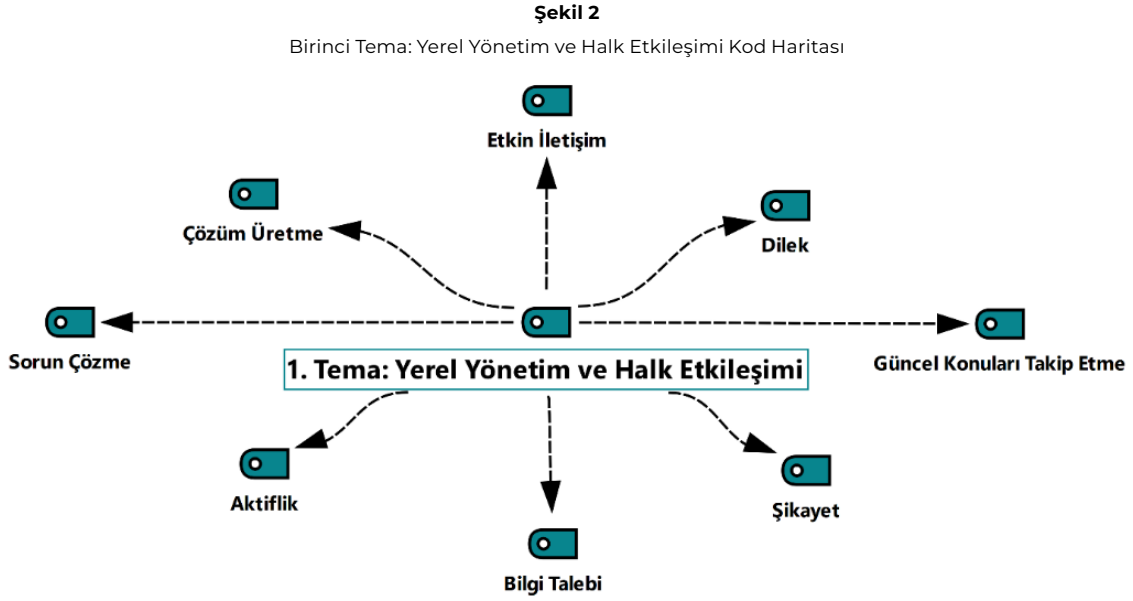 Şekil 2
Birinci Tema: Yerel Yönetim ve Halk Etkileşimi Kod Haritası
Etkin İletişim
Çözüm Üretme
Dilek
Sorun Çözme
Güncel Konuları Takip Etme
1. Tema: Yerel Yönetim ve Halk Etkileşimi
Aktiflik
Şikayet
Bilgi Talebi